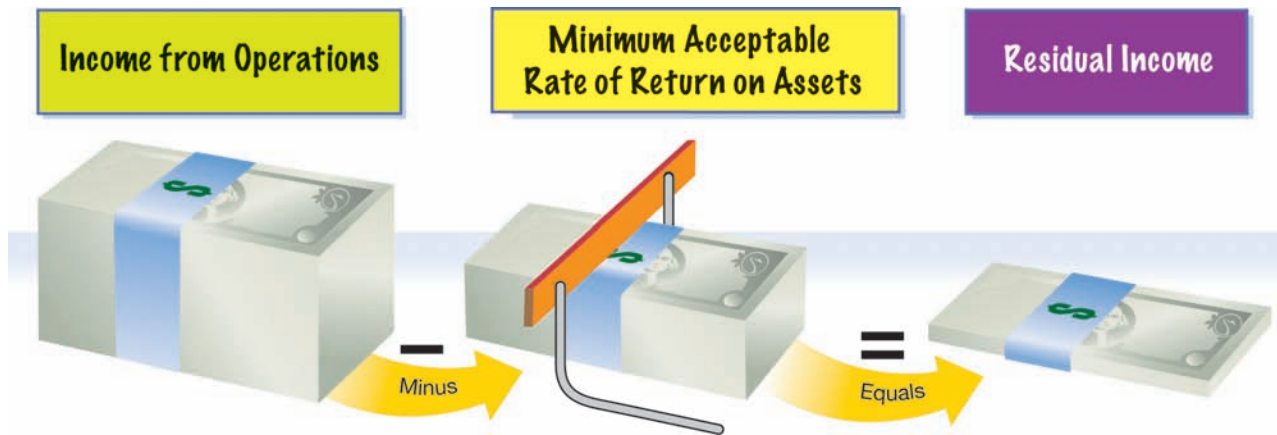 Income from Operations
Minimum Acceptable
Rate of Return on Assets
Residual Income
$
$
$
−
Minus
=
Equals